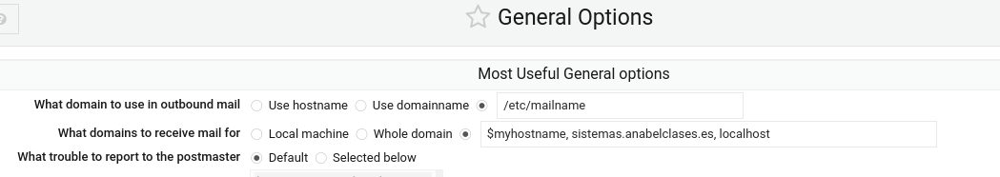 General Options
Most Useful General options
What domain to use in outbound mail Use hostname Use domainname /etc/mailname
What domains to receive mail for Local machine Whole domain $myhostname, sistemas.anabelclases.es, localhost
What trouble to report to the postmaster Default Selected below